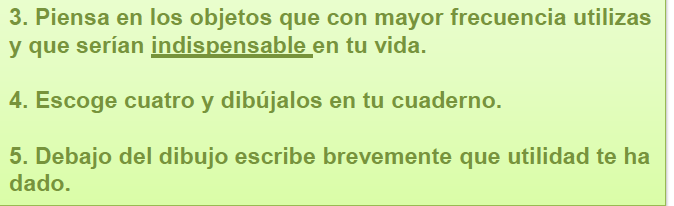 3. Piensa en los objetos que con mayor frecuencia utilizas
y que serían indispensable en tu vida.
4. Escoge cuatro y dibújalos en tu cuaderno.
5. Debajo del dibujo escribe brevemente que utilidad te ha
dado.